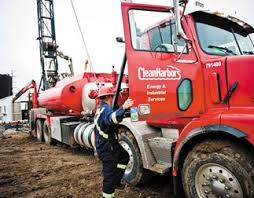 CleanHarbors
Energy &
Industrial
Services